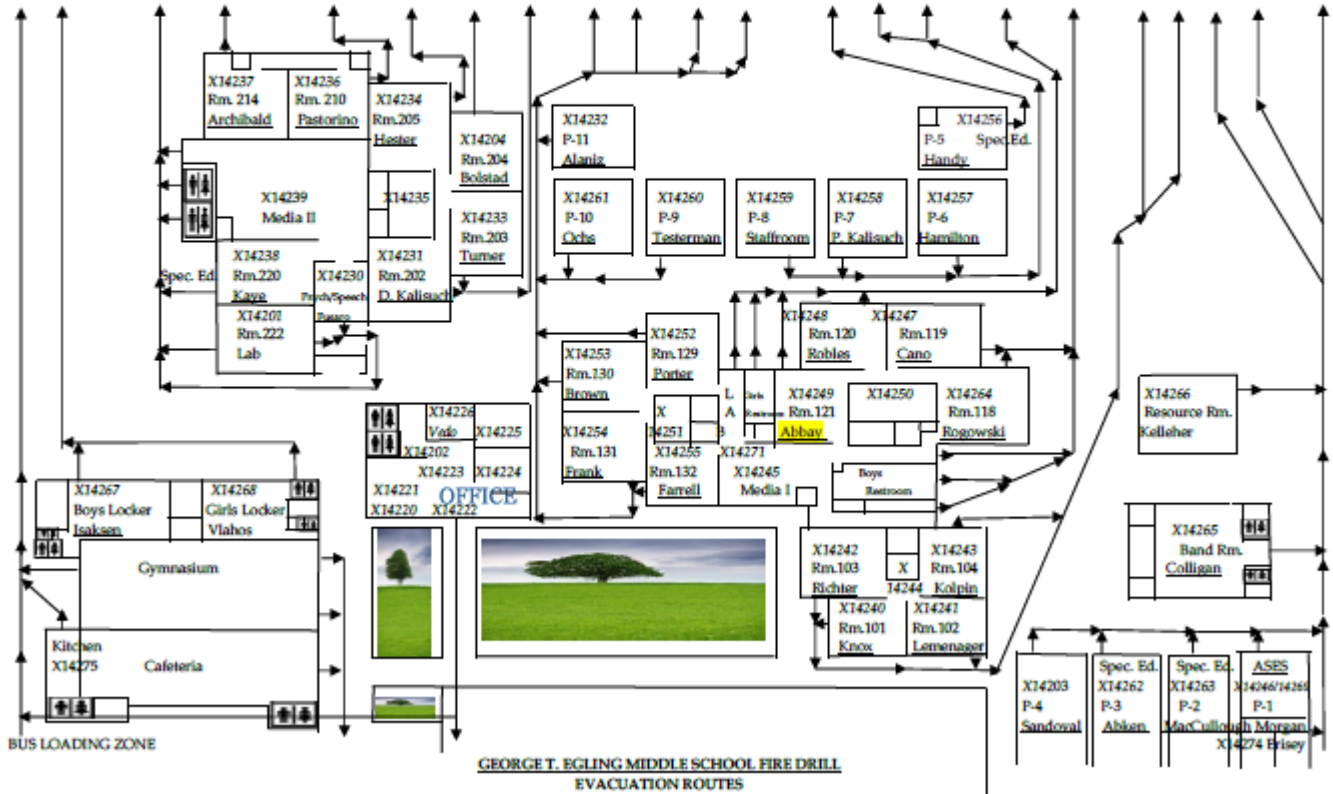 X14237
Rm. 214
Archibald
X14236
Rm. 210
Pastorino
X14234
Rm.205
Hester
X14204
Rm. 204
Bolstad
X14239
Media II
X14235
X14233
Rm. 203
Turner
X14238
Rm.220
Kaye
Spec. Ed.
X14230
Psych/Speech
X14231
Rm. 202
D. Kalisuch
X14201
Rm.222
Lab
X14232
P-11
Alaniz
X14256
P-5 Spec.Ed.
Handy
X14261
P-10
Ochs
X14260
P-9
Testerman
X14259
P-8
Staffroom
X14258
P-7
P. Kalisuch
X14257
P-6
Hamilton
X14253
Rm.130
Brown
X14252
Rm.129
Porter
X14248
Rm.120
Robles
X14247
Rm.119
Cano
X14254
Rm.131
Frank
X
14251
L
A
B
Girls
Restroom
X14249
Rm.121
Abbay
X14250
X14264
Rm.118
Rogowski
X14255
Rm.132
Farrell
X14271
X14245
Media I
Boys
Restroom
X14266
Resource Rm.
Kelleher
X14226
Vedo
X14225
X14202
X14223
X14224
X14221
OFFICE
X14220
X14222
X14267
Boys Locker
Isaksen
X14268
Girls Locker
Vlahos
Gymnasium
Kitchen
X14275
Cafeteria
X14242
Rm.103
Richter
X
14244
X14243
Rm.104
Kolpin
X14240
Rm.101
Knox
X14241
Rm.102
Lemenager
X14265
Band Rm.
Colligan
X14203
P-4
Sandoval
Spec. Ed.
X14262
P-3
Abken
Spec. Ed.
X14263
P-2
MacCullough
ASES
X14246/14269
P-1
Morgan
X14274 Brisey
BUS LOADING ZONE
GEORGE T. EGLING MIDDLE SCHOOL FIRE DRILL
EVACUATION ROUTES